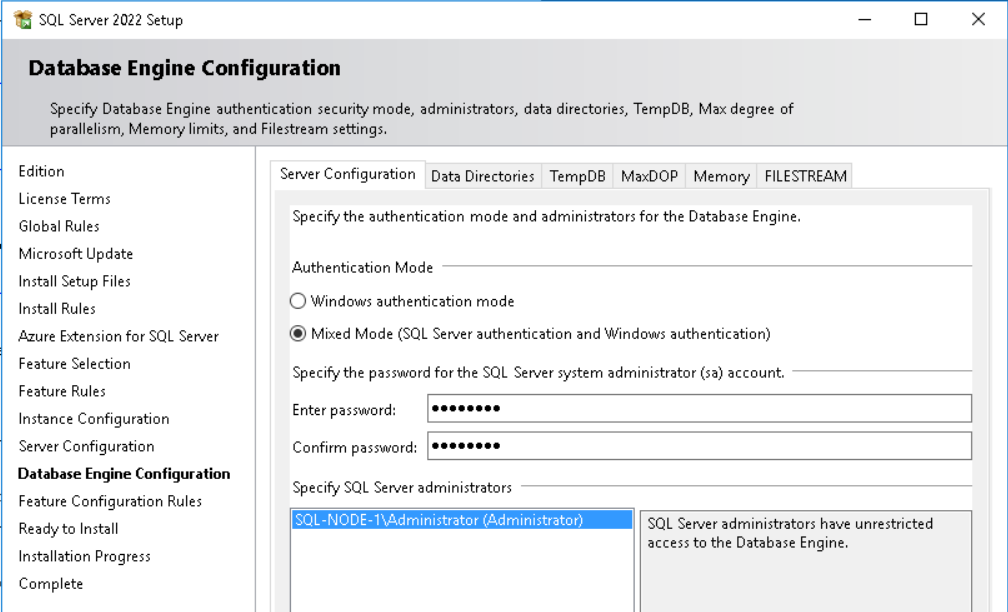 SQL Server 2022 Setup
Database Engine Configuration
Specify Database Engine authentication security mode, administrators, data directories, TempDB, Max degree of
parallelism, Memory limits, and Filestream settings.
Edition
License Terms
Global Rules
Microsoft Update
Install Setup Files
Install Rules
Azure Extension for SQL Server
Feature Selection
Feature Rules
Instance Configuration
Server Configuration
Database Engine Configuration
Feature Configuration Rules
Ready to Install
Installation Progress
Complete
Server Configuration Data Directories TempDB MaxDOP Memory FILESTREAM
Specify the authentication mode and administrators for the Database Engine.
Authentication Mode
Windows authentication mode
Mixed Mode (SQL Server authentication and Windows authentication)
Specify the password for the SQL Server system administrator (sa) account.
Enter password: ●●●●●●●●
Confirm password: ●●●●●●●●
Specify SQL Server administrators
SQL-NODE-1\Administrator (Administrator)
SQL Server administrators have unrestricted
access to the Database Engine.